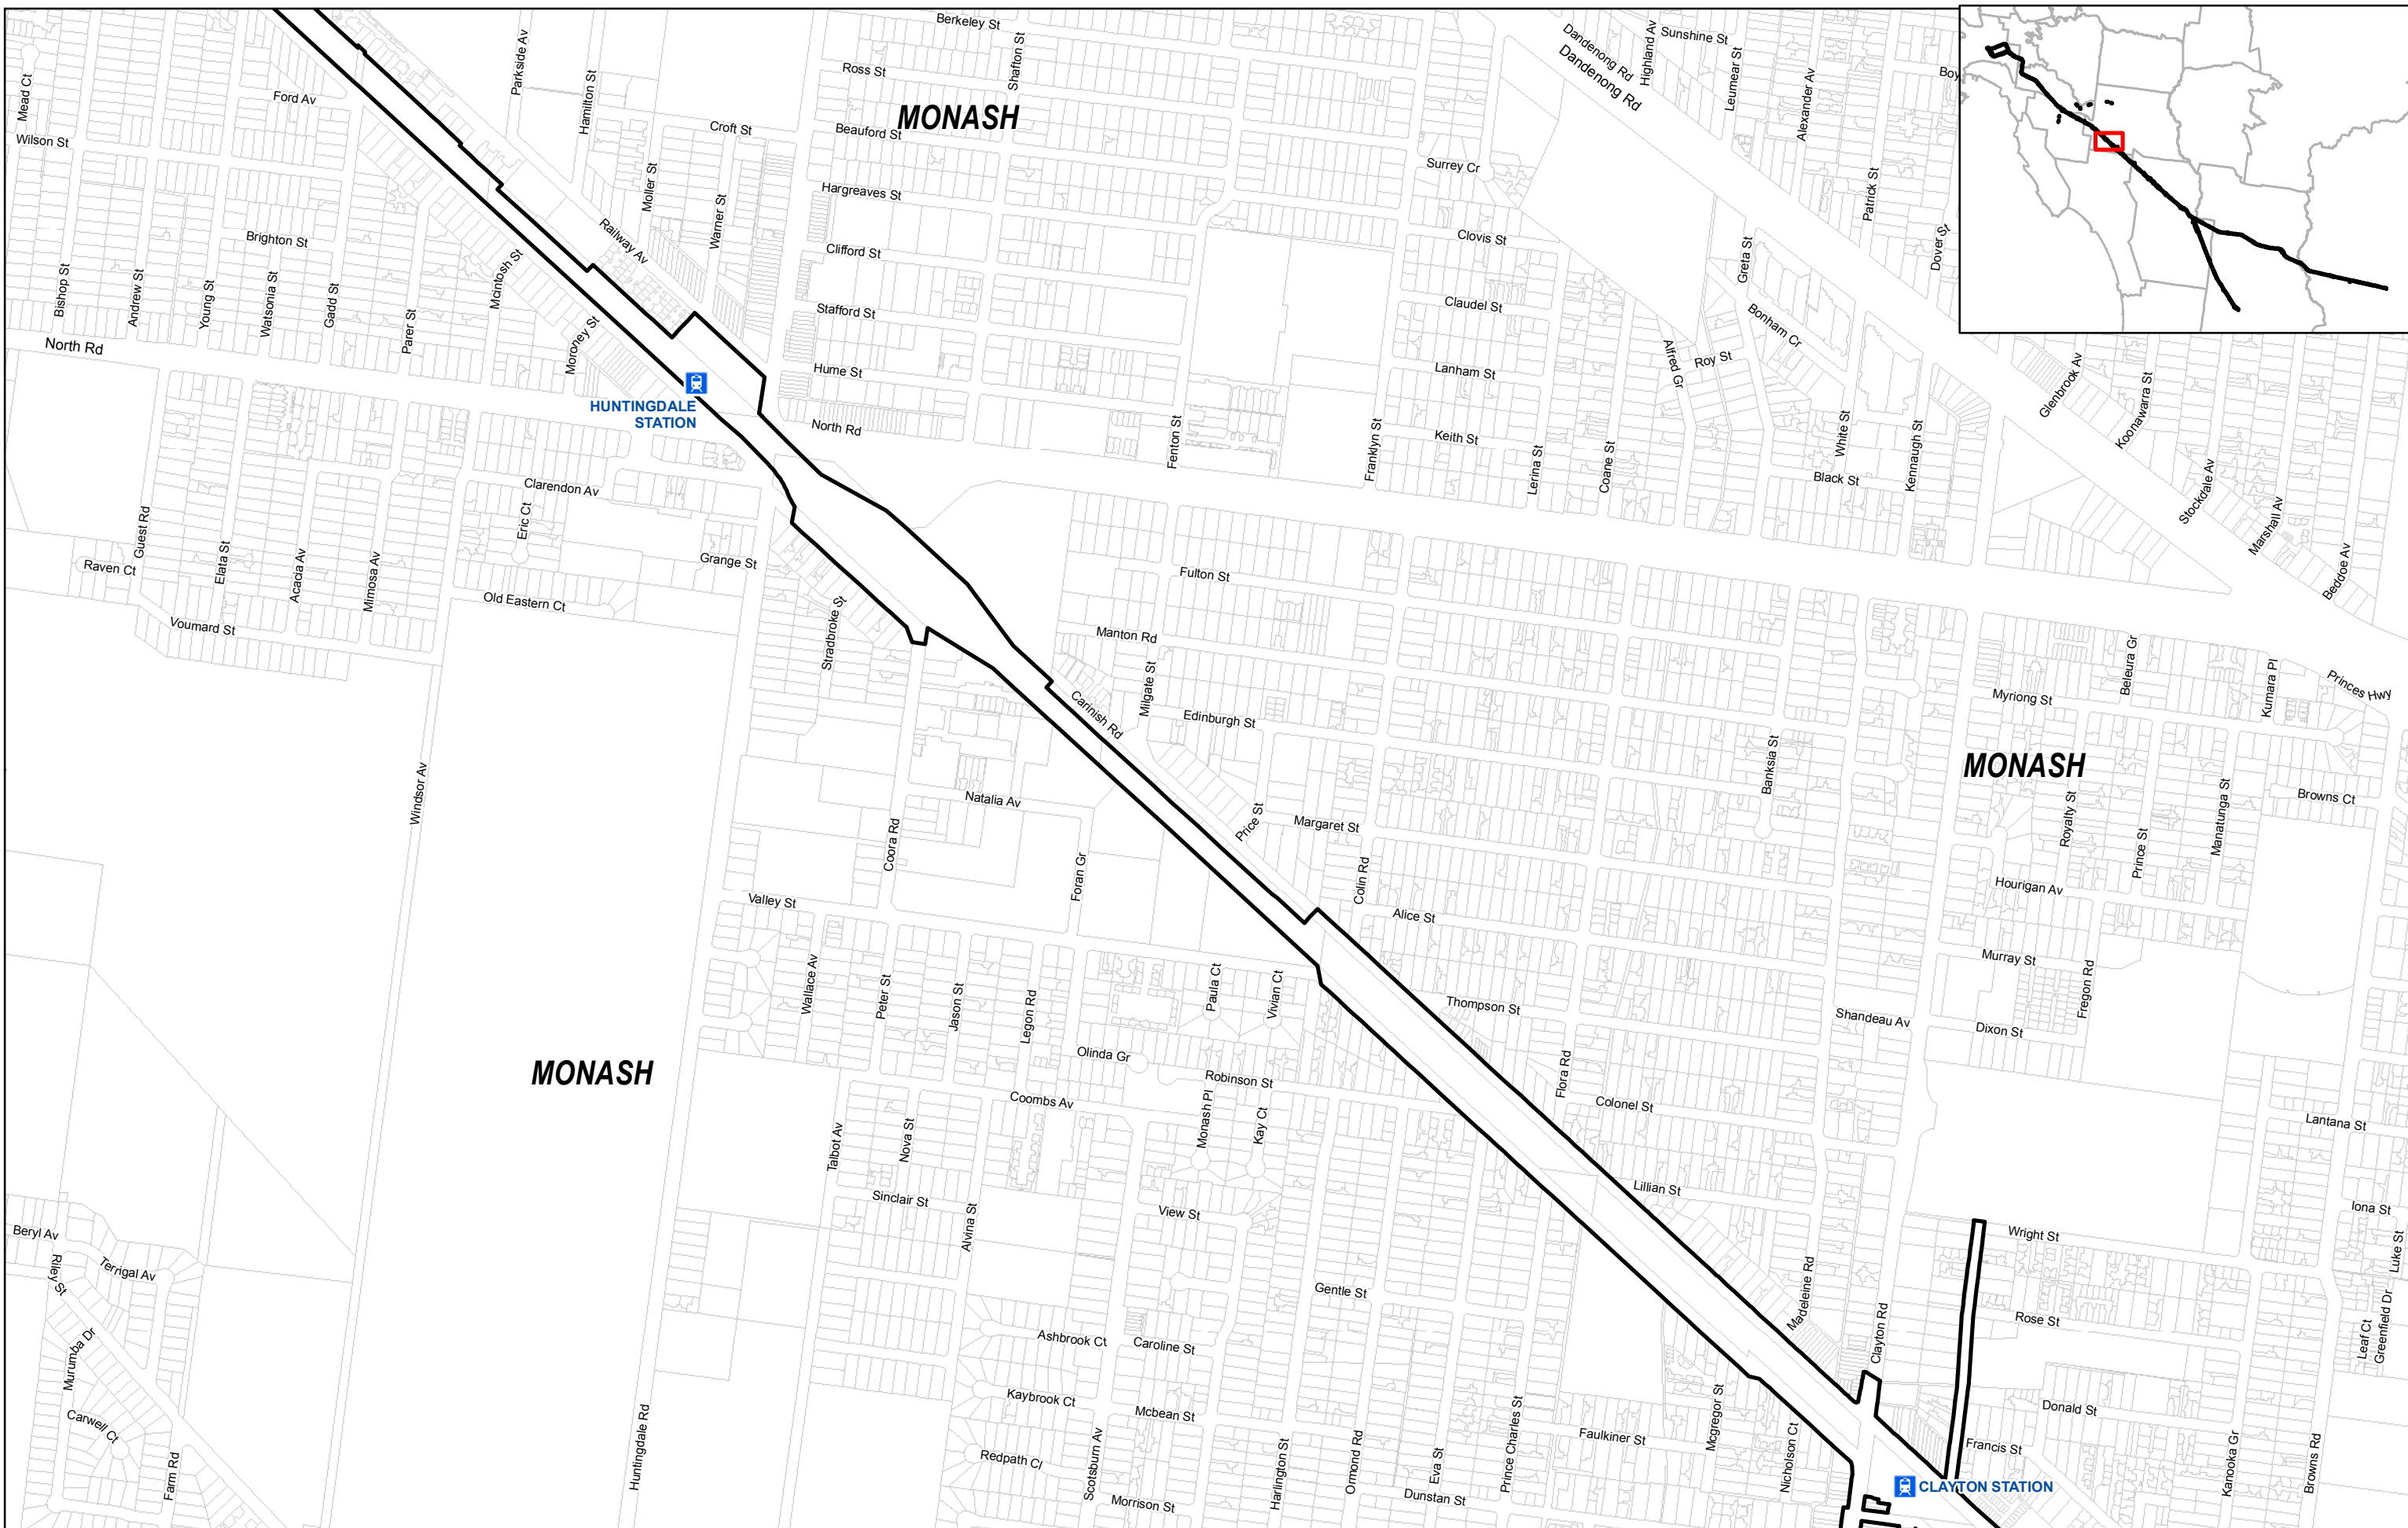 Berkeley St
Shafton St
Ross St
Parkside Av
Hamilton St
Mead Ct
Ford Av
Wilson St
Croft St
Beauford St
MONASH
Dandenong Rd
Dandenong Rd
Highland Av
Sunshine St
Leumear St
Alexander Av
Boy
Surrey Cr
Patrick St
Moller St
Warner St
Hargreaves St
Railway Av
Brighton St
Clifford St
Clovis St
Greta St
Dover St
Bishop St
Andrew St
Young St
Watsonia St
Gadd St
Parer St
Mcintosh St
Moroney St
Stafford St
Claudel St
Bonham Cr
North Rd
Hume St
Lanham St
Alfred Gr
Roy St
Glenbrook Av
Koonawarra St
HUNTINGDALE
STATION
North Rd
Fenton St
Franklyn St
Keith St
Lerina St
Coane St
White St
Black St
Kennaugh St
Stockdale Av
Marshall Av
Beddoe Av
Guest Rd
Elata St
Acacia Av
Mimosa Av
Clarendon Av
Eric Ct
Grange St
Raven Ct
Old Eastern Ct
Voumard St
Stradbroke St
Fulton St
Manton Rd
Milgate St
Carinish Rd
Edinburgh St
Myriong St
Beleura Gr
Kumara Pl
Princes Hwy
Windsor Av
Natalia Av
Coora Rd
Foran Gr
Price St
Margaret St
Colin Rd
Banksia St
MONASH
Royalty St
Prince St
Manatunga St
Browns Ct
Valley St
Alice St
Hourigan Av
Murray St
Fregon Rd
Wallace Av
Peter St
Jason St
Legon Rd
Paula Ct
Vivian Ct
Thompson St
Shandeau Av
Dixon St
MONASH
Olinda Gr
Robinson St
Flora Rd
Coombs Av
Monash Pl
Kay Ct
Colonel St
Lantana St
Talbot Av
Nova St
Sinclair St
Alvina St
View St
Lillian St
Iona St
Wright St
Luke St
Beryl Av
Riley St
Terrigal Av
Gentle St
Madeleine Rd
Clayton Rd
Rose St
Leaf Ct
Greenfield Dr
Murumba Dr
Ashbrook Ct
Caroline St
Carwell Ct
Farm Rd
Huntingdale Rd
Kaybrook Ct
Mcbean St
Redpath Cl
Scotsburn Av
Morrison St
Harlington St
Ormond Rd
Eva St
Dunstan St
Prince Charles St
Faulkiner St
Mcgregor St
Nicholson Ct
Donald St
Francis St
Kanooka Gr
Browns Rd
CLAYTON STATION